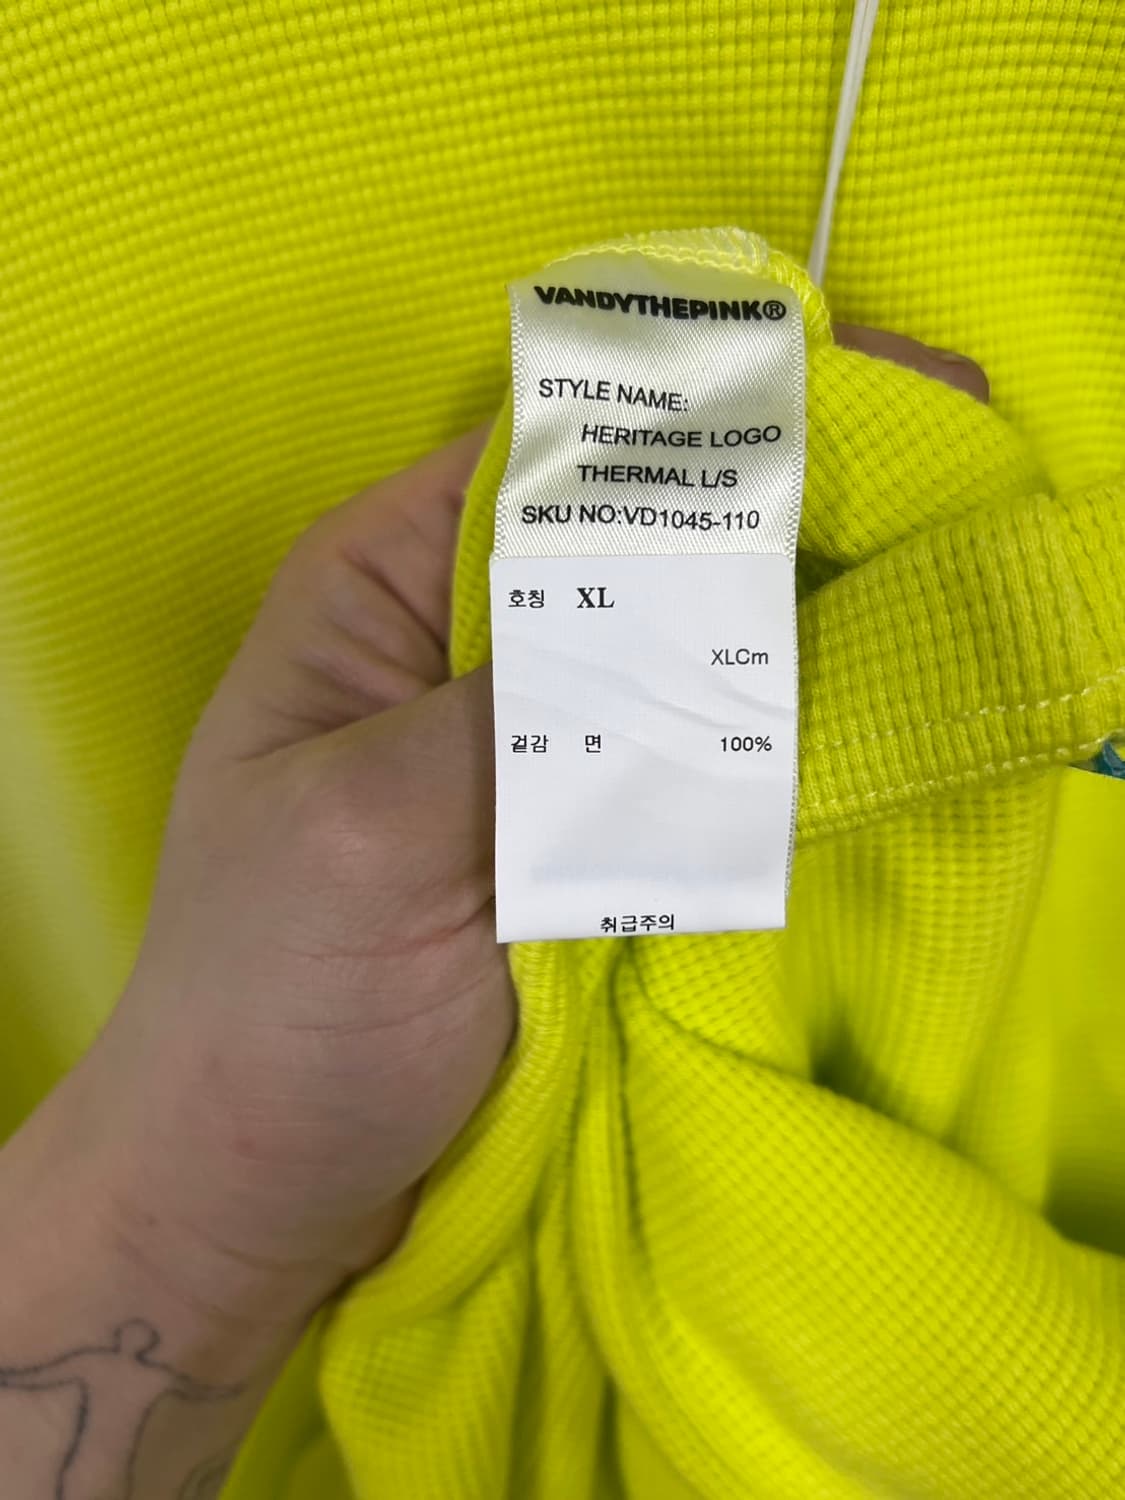 VANDYTHEPINK®
STYLE NAME:
HERITAGE LOGO
THERMAL L/S
SKU NO:VD1045-110
호칭 XL
XLCm
겉감 면 100%
취급주의